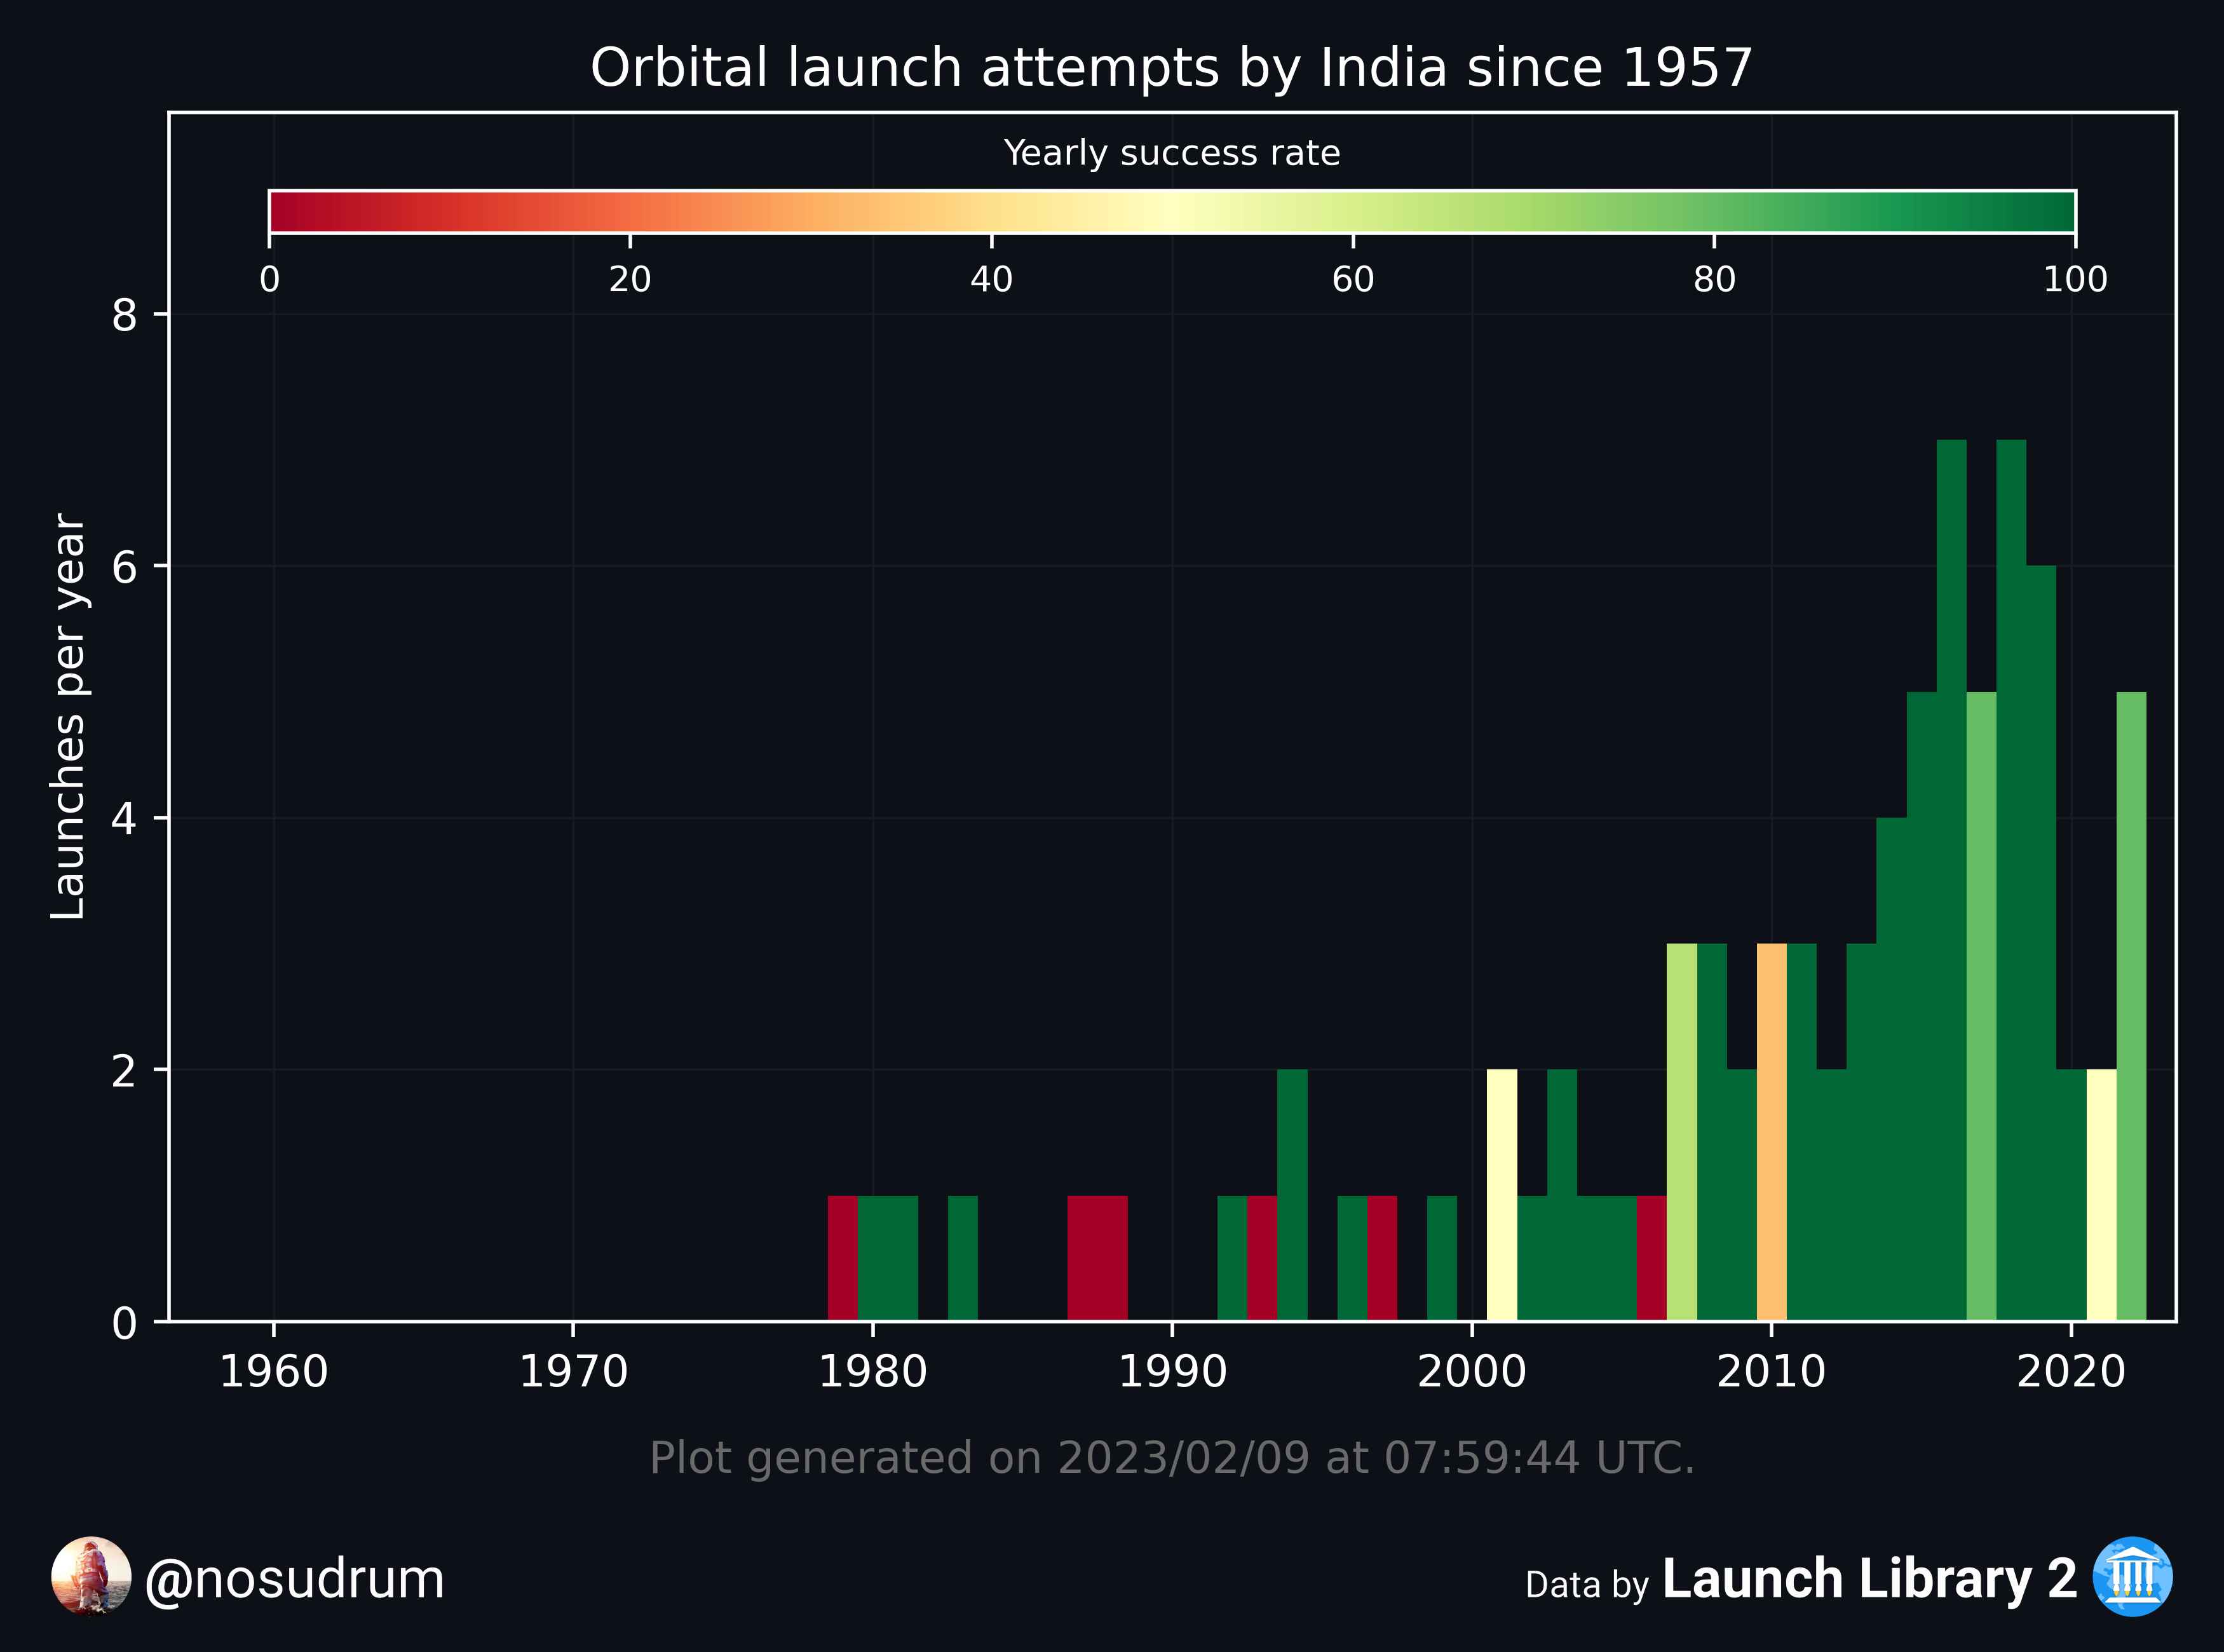 Orbital launch attempts by India since 1957
Yearly success rate
0 20 40 60 80 100
8
6
4
2
0
Launches per year
1960 1970 1980 1990 2000 2010 2020
Plot generated on 2023/02/09 at 07:59:44 UTC.
@nosudrum
Data by Launch Library 2